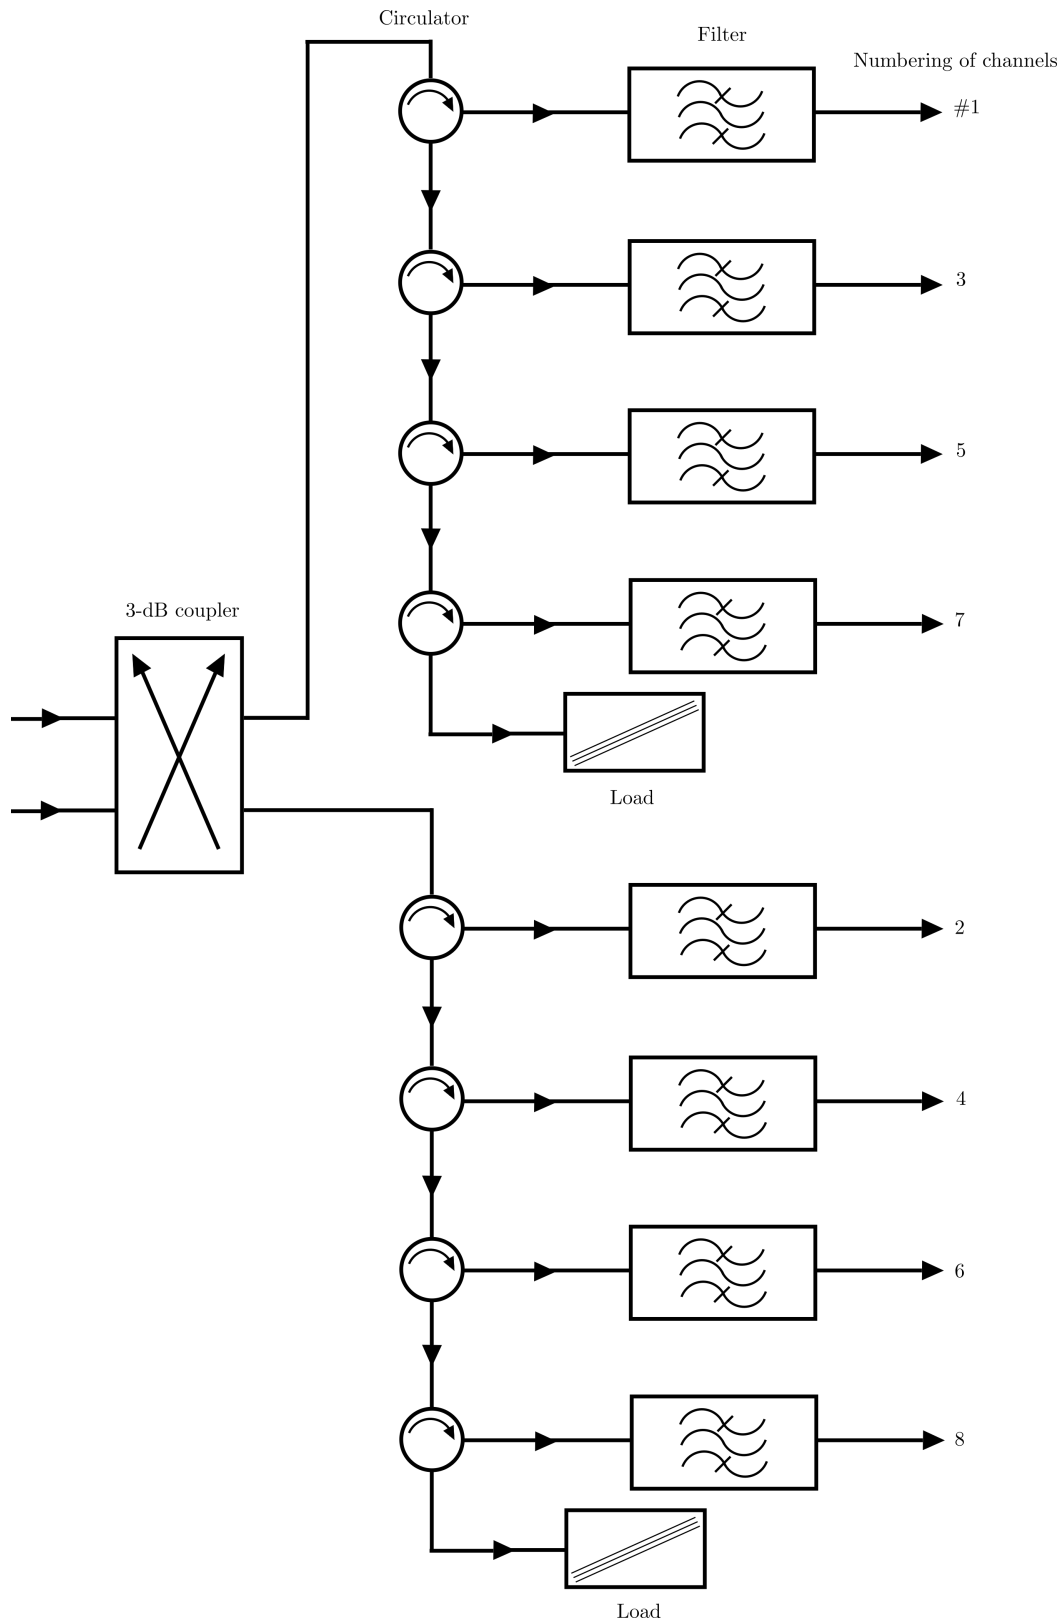 Circulator
Filter
Numbering of channels
#1
3
5
7
3-dB coupler
Load
2
4
6
8
Load